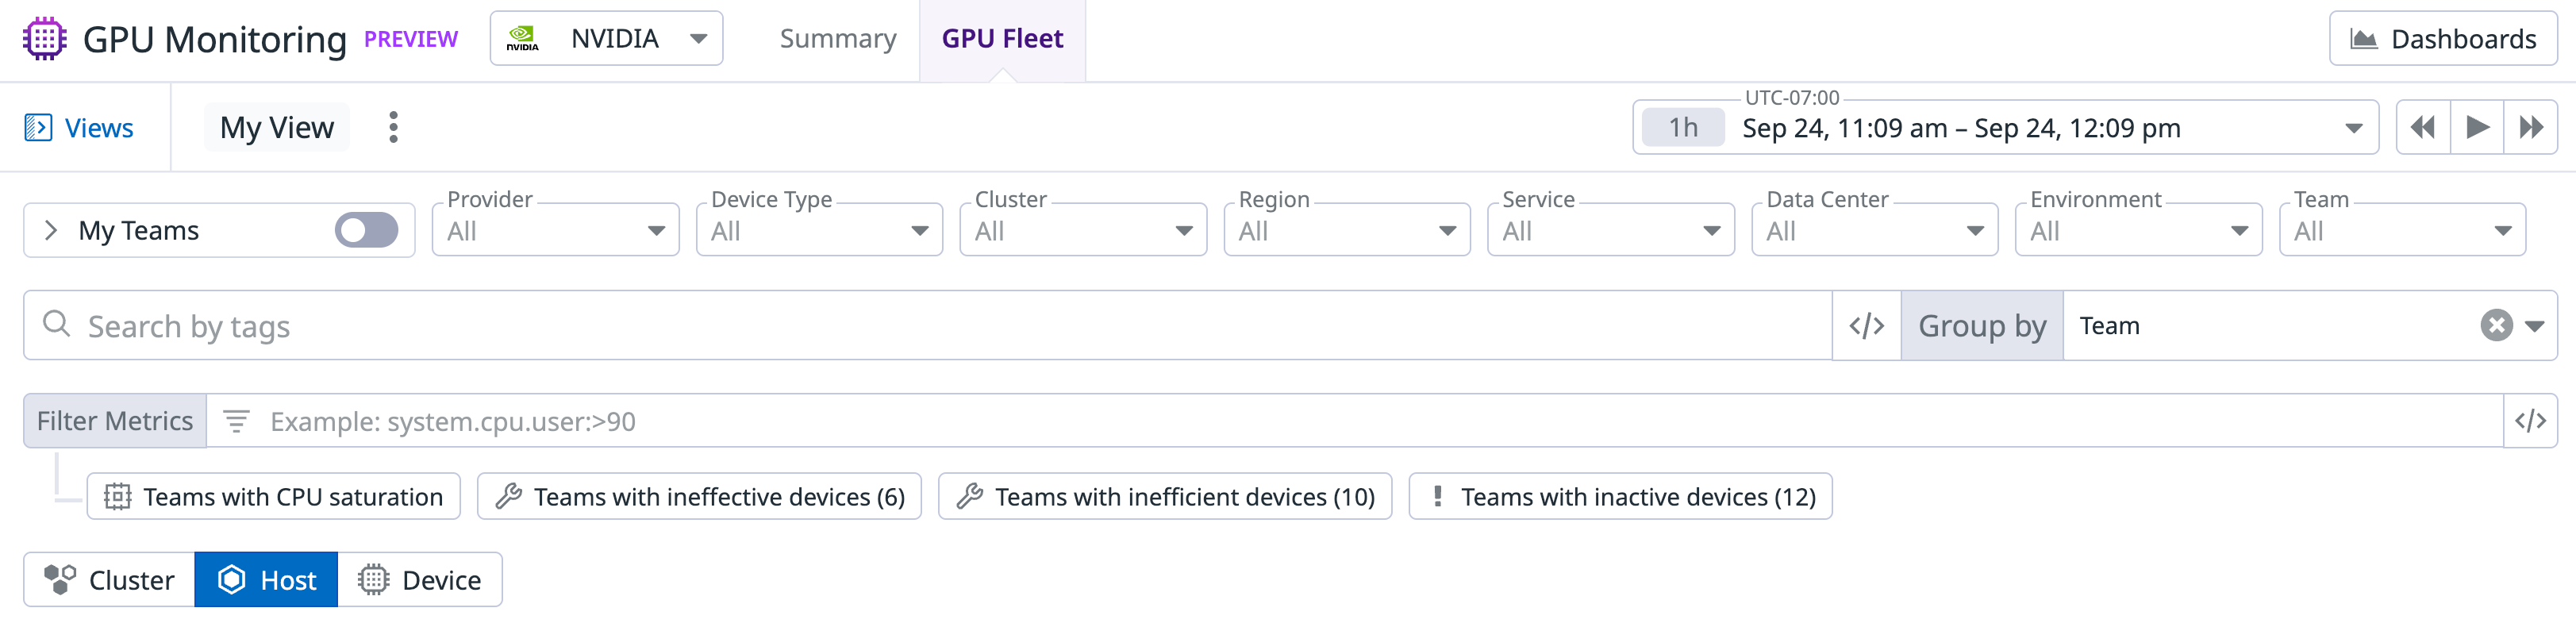 GPU Monitoring PREVIEW NVIDIA NVIDIA Summary GPU Fleet Dashboards
Views My View UTC-07:00 1h Sep 24, 11:09 am – Sep 24, 12:09 pm
My Teams
Provider All
Device Type All
Cluster All
Region All
Service All
Data Center All
Environment All
Team All
Search by tags </> Group by Team
Filter Metrics Example: system.cpu.user:>90 </>
Teams with CPU saturation Teams with ineffective devices (6) Teams with inefficient devices (10) Teams with inactive devices (12)
Cluster Host Device